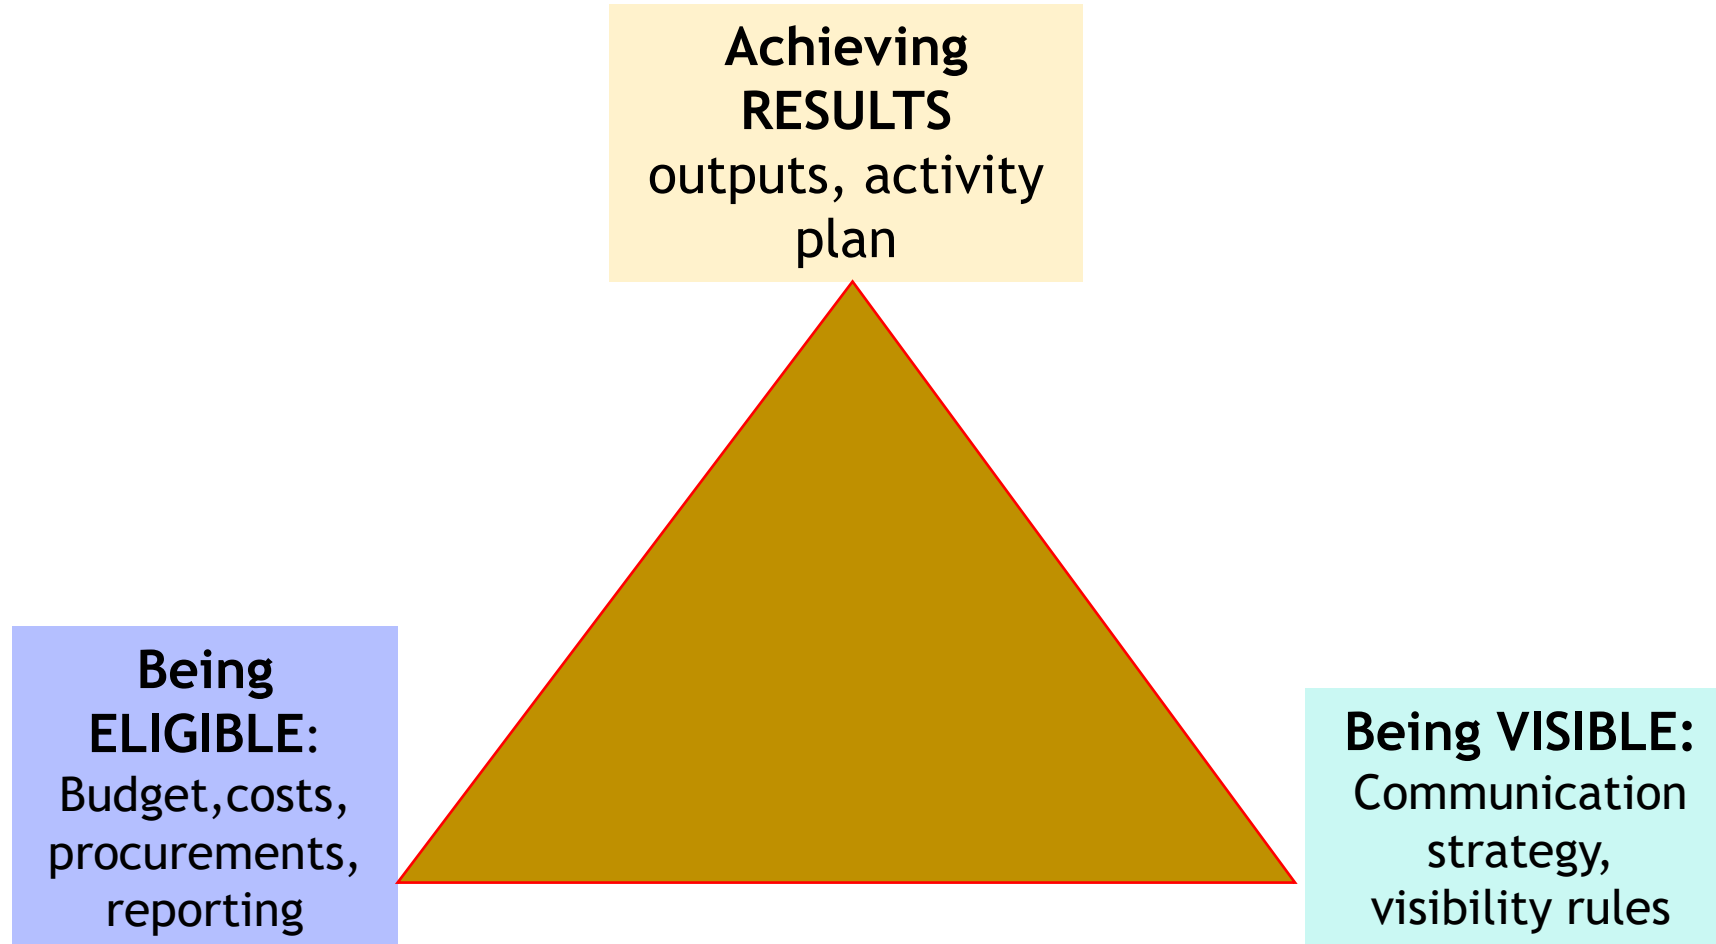 Achieving
RESULTS
outputs, activity
plan
Being
ELIGIBLE:
Budget,costs,
procurements,
reporting
Being VISIBLE:
Communication
strategy,
visibility rules